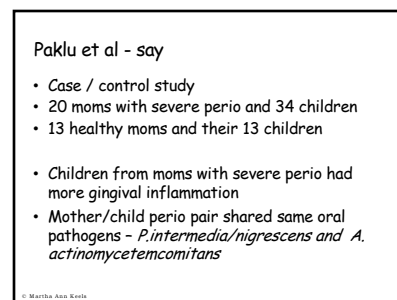 Paklu et al - say
• Case / control study
• 20 moms with severe perio and 34 children
• 13 healthy moms and their 13 children
• Children from moms with severe perio had
more gingival inflammation
• Mother/child perio pair shared same oral
pathogens – P.intermedia/nigrescens and A.
actinomycetemcomitans
© Martha Ann Keels